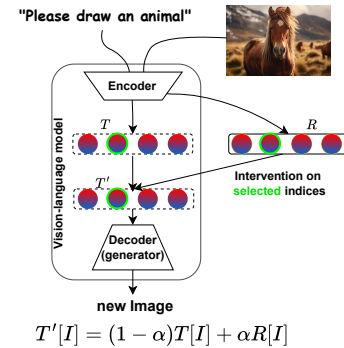 "Please draw an animal"
Encoder
T
R
Vision-language model
Intervention on
selected indices
T'
Decoder
(generator)
new Image
T'[I] = (1 − α)T[I] + αR[I]